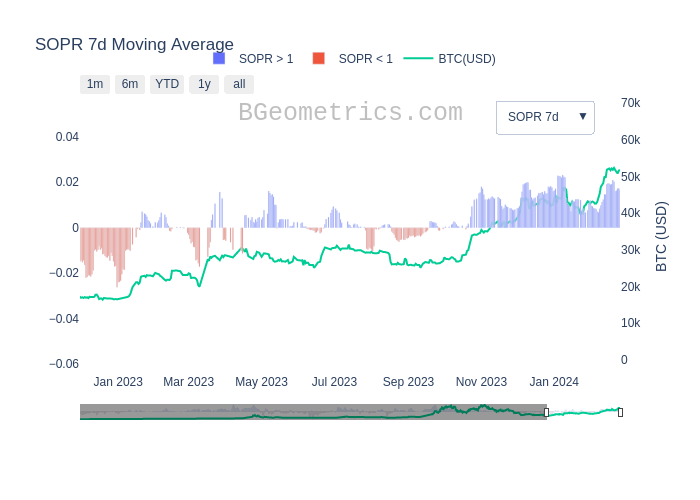 SOPR 7d Moving Average
SOPR > 1 SOPR < 1 BTC(USD)
1m 6m YTD 1y all
BGeometrics.com
SOPR 7d ▼
0.04
0.02
0
−0.02
−0.04
−0.06
70k
60k
50k
40k
30k
20k
10k
0
BTC (USD)
Jan 2023 Mar 2023 May 2023 Jul 2023 Sep 2023 Nov 2023 Jan 2024